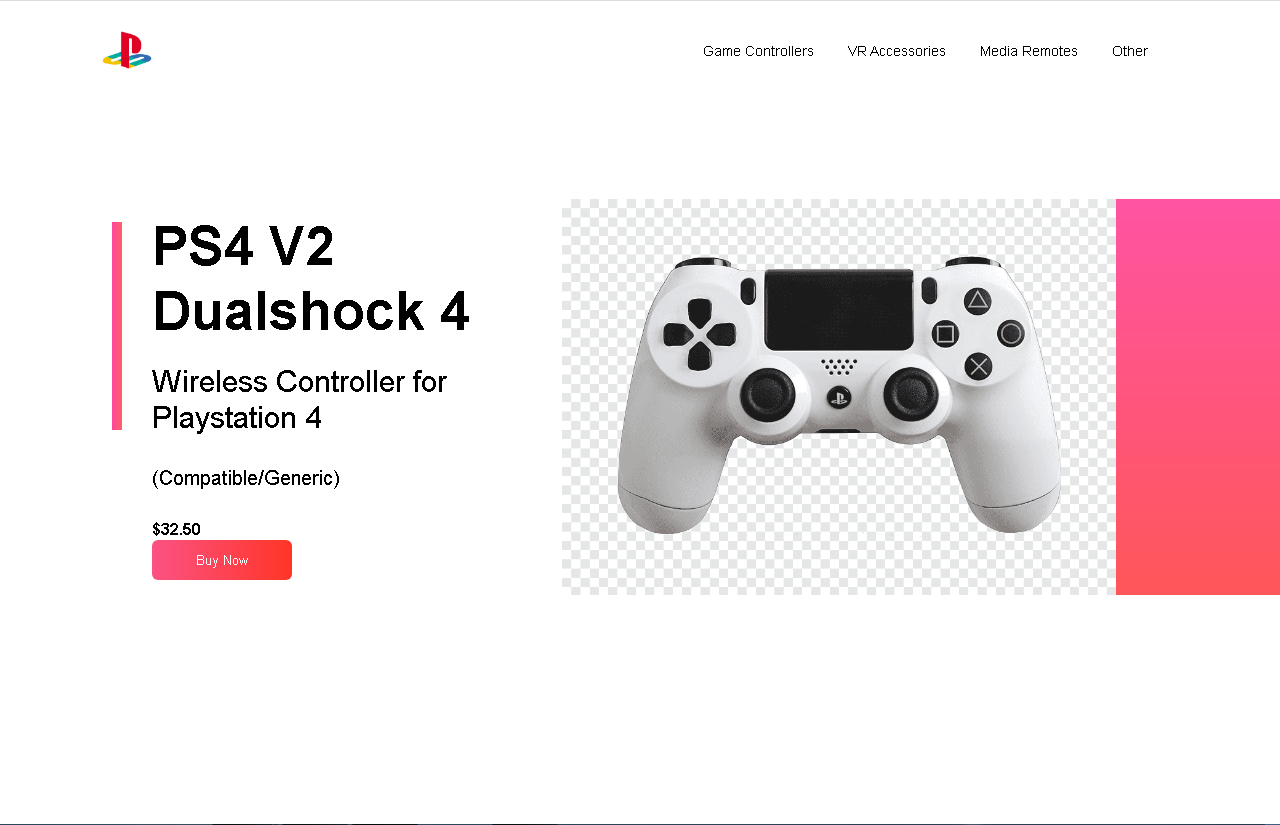 Game Controllers VR Accessories Media Remotes Other
PS4 V2
Dualshock 4
Wireless Controller for
Playstation 4
(Compatible/Generic)
$32.50
Buy Now